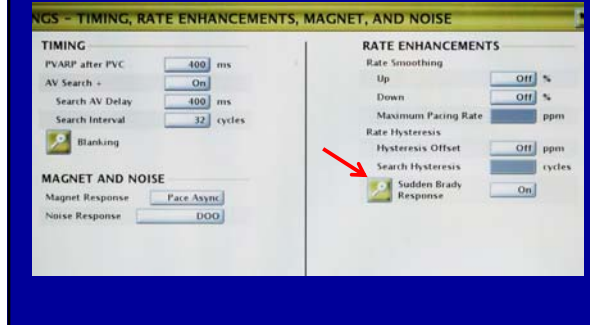 NGS - TIMING, RATE ENHANCEMENTS, MAGNET, AND NOISE
TIMING
PVARP after PVC 400 ms
AV Search + On
Search AV Delay 400 ms
Search Interval 32 cycles
Blanking
MAGNET AND NOISE
Magnet Response Pace Async
Noise Response DOO
RATE ENHANCEMENTS
Rate Smoothing
Up Off %
Down Off %
Maximum Pacing Rate ppm
Rate Hysteresis
Hysteresis Offset Off ppm
Search Hysteresis cycles
Sudden Brady
Response On